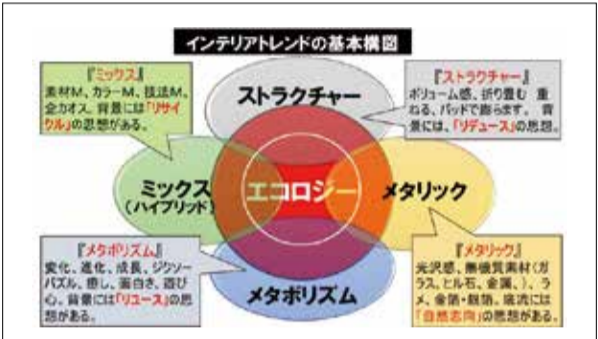 インテリアトレンドの基本構図
『ミックス』
素材M、カラーM、技法M、
全カオス。背景には「リサイ
クル」の思想がある。
『ストラクチャー』
ボリューム感、折り畳む 重
ねる、パッドで膨らます。 背
景には、「リデュース」の思想。
ストラクチャー
ミックス
(ハイブリッド)
エコロジー
メタリック
メタボリズム
『メタボリズム』
変化、進化、成長、ジグソー
パズル、癒し、面白さ、遊び
心。背景には「リユース」の思
想がある。
『メタリック』
光沢感、無機質素材(ガ
ラス、ヒル石、金属、)、ラ
メ、金箔・銀箔、底流には
「自然志向」の思想がある。